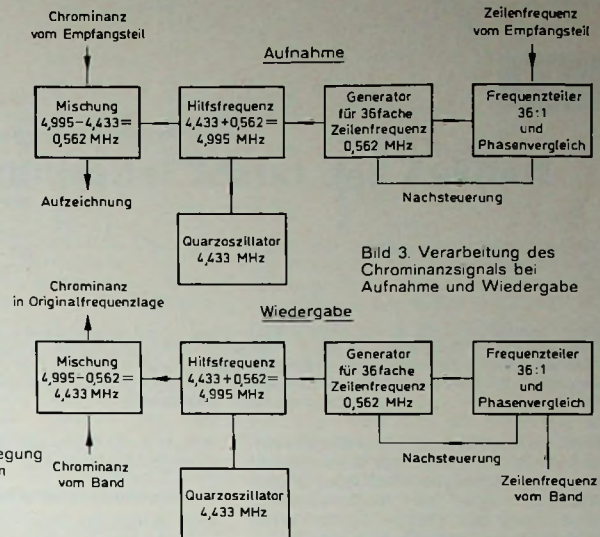 Chrominanz
vom Empfangsteil
Zeilenfrequenz
vom Empfangsteil
Aufnahme
Mischung
4,995-4,433=
0,562 MHz
Hilfsfrequenz
4,433+0,562=
4,995 MHz
Generator
für 36fache
Zeilenfrequenz
0,562 MHz
Frequenzteiler
36:1
und
Phasenvergleich
Nachsteuerung
Aufzeichnung
Quarzoszillator
4,433 MHz
Bild 3. Verarbeitung des
Chrominanzsignals bei
Aufnahme und Wiedergabe
Chrominanz
in Originalfrequenzlage
Wiedergabe
Mischung
4,995-0,562=
4,433 MHz
Hilfsfrequenz
4,433+0,562=
4,995 MHz
Generator
für 36fache
Zeilenfrequenz
0,562 MHz
Frequenzteiler
36:1
und
Phasenvergleich
Nachsteuerung
Chrominanz
vom Band
Quarzoszillator
4,433 MHz
Zeilenfrequenz
vom Band